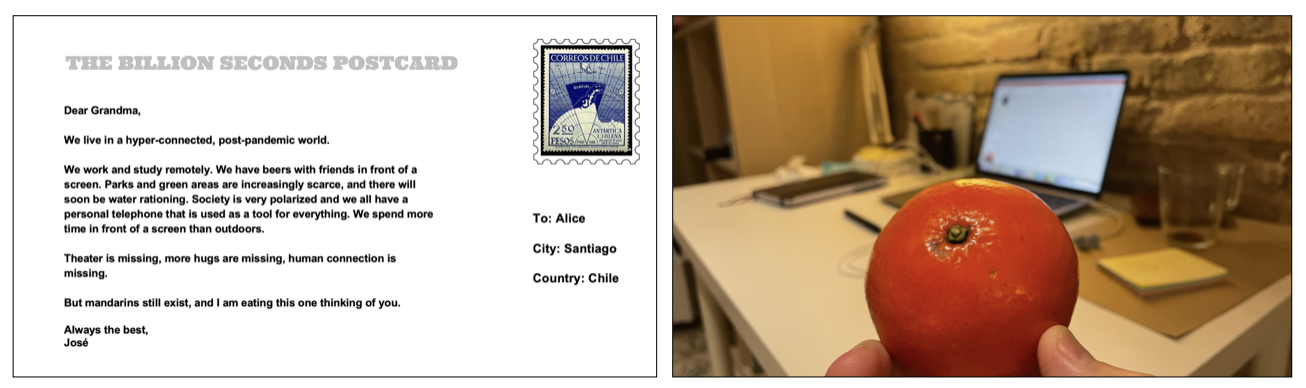 THE BILLION SECONDS POSTCARD
Dear Grandma,
We live in a hyper-connected, post-pandemic world.
We work and study remotely. We have beers with friends in front of a
screen. Parks and green areas are increasingly scarce, and there will
soon be water rationing. Society is very polarized and we all have a
personal telephone that is used as a tool for everything. We spend more
time in front of a screen than outdoors.
Theater is missing, more hugs are missing, human connection is
missing.
But mandarins still exist, and I am eating this one thinking of you.
Always the best,
José
CORREOS DE CHILE
GLACIAL
ANTARTICA
2.50
CHILENA
PESOS
To: Alice
City: Santiago
Country: Chile